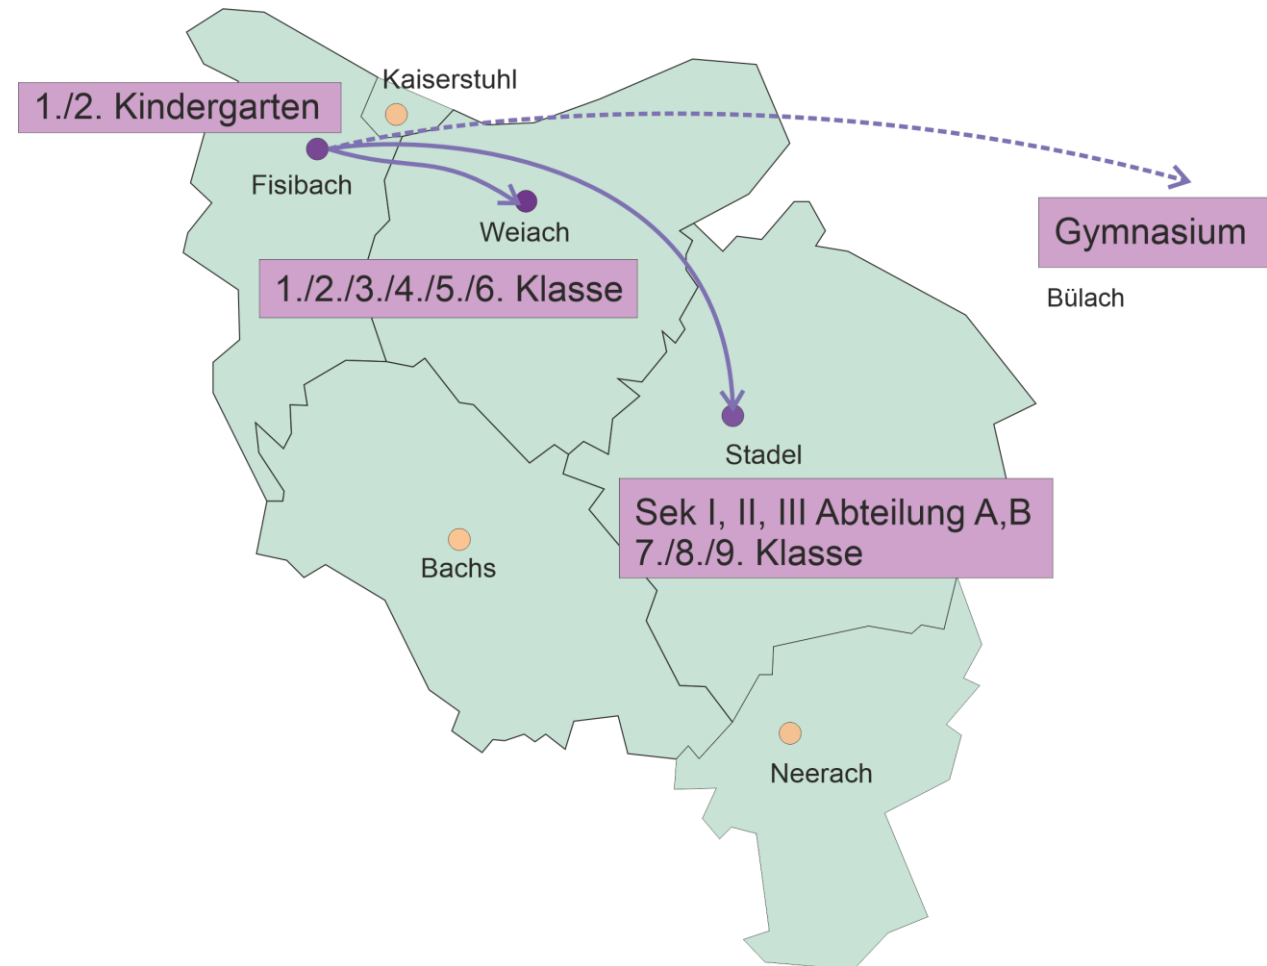 Kaiserstuhl
1./2. Kindergarten
Fisibach
Weiach
Gymnasium
1./2./3./4./5./6. Klasse
Bülach
Stadel
Sek I, II, III Abteilung A,B
7./8./9. Klasse
Bachs
Neerach